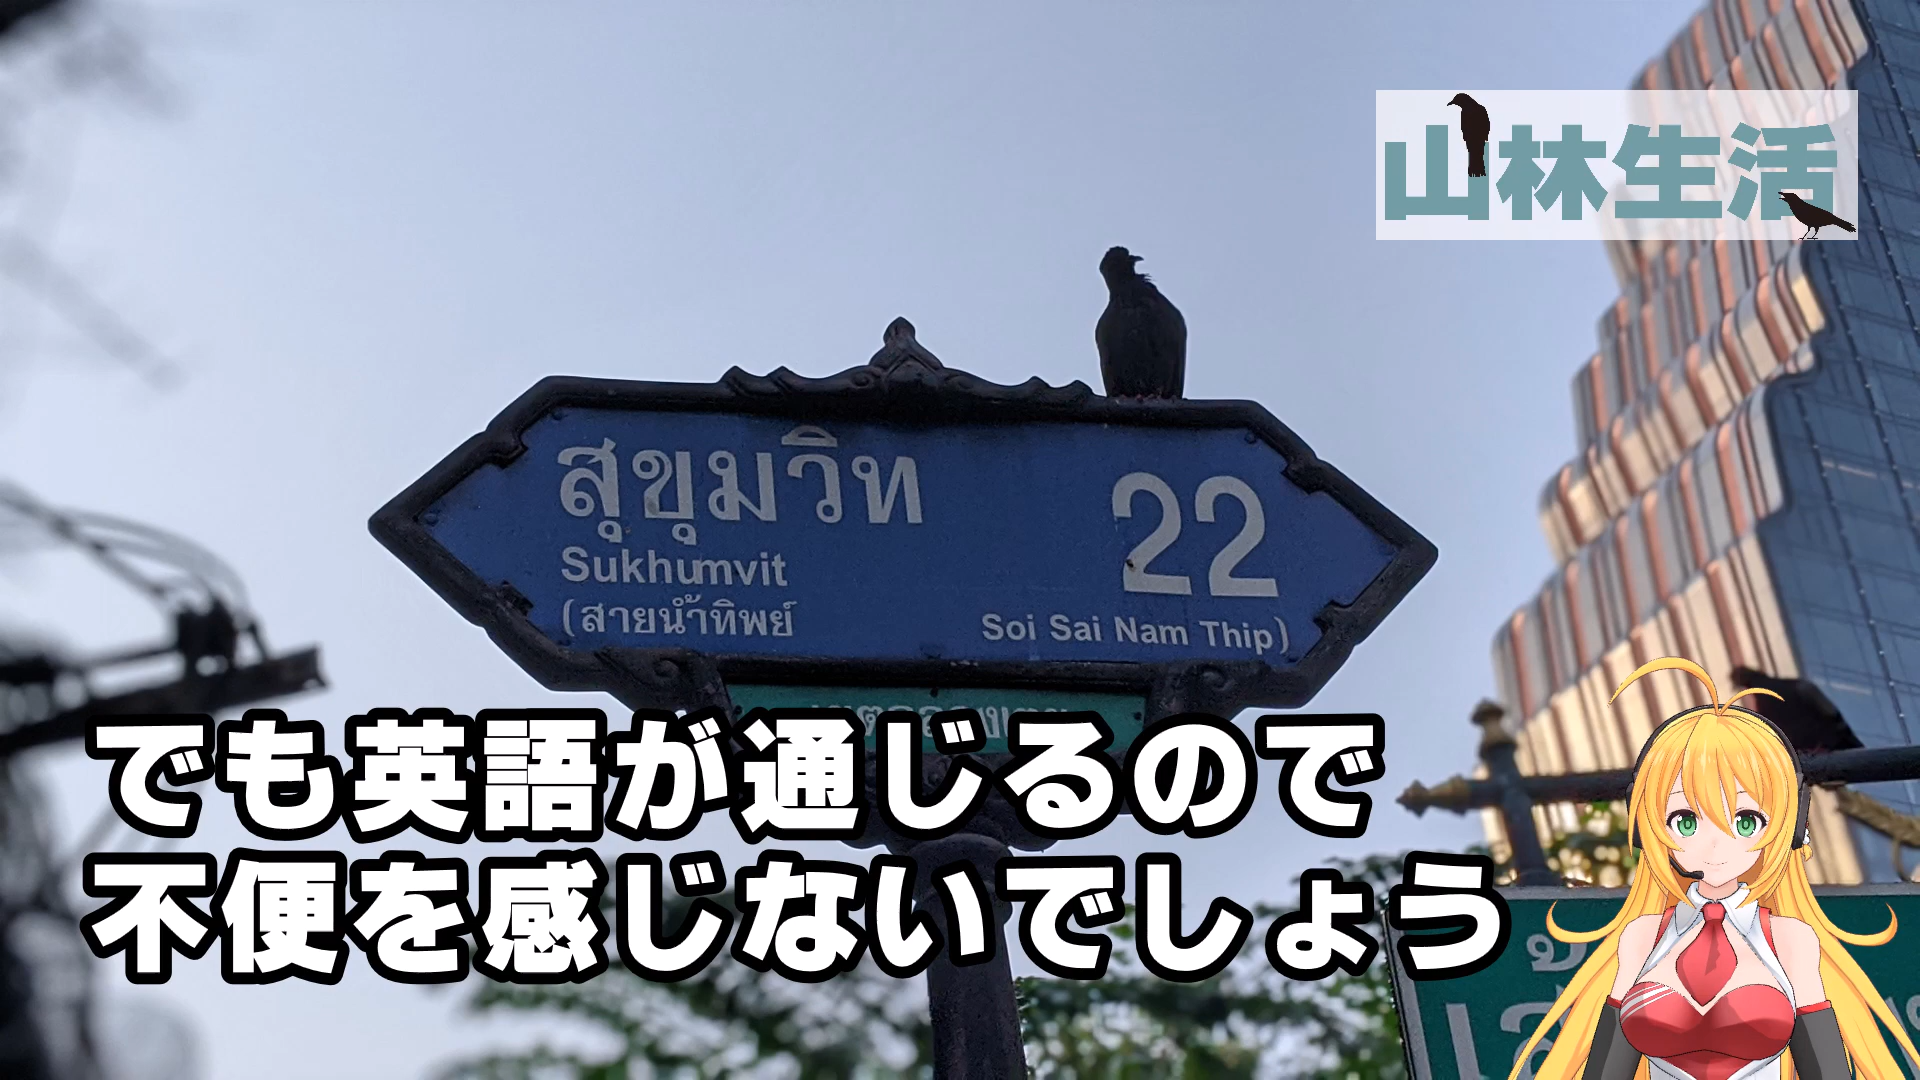 山林生活
สุขุมวิท
22
Sukhumvit
(สายน้ำทิพย์
Soi Sai Nam Thip)
でも英語が通じるので
不便を感じないでしょう